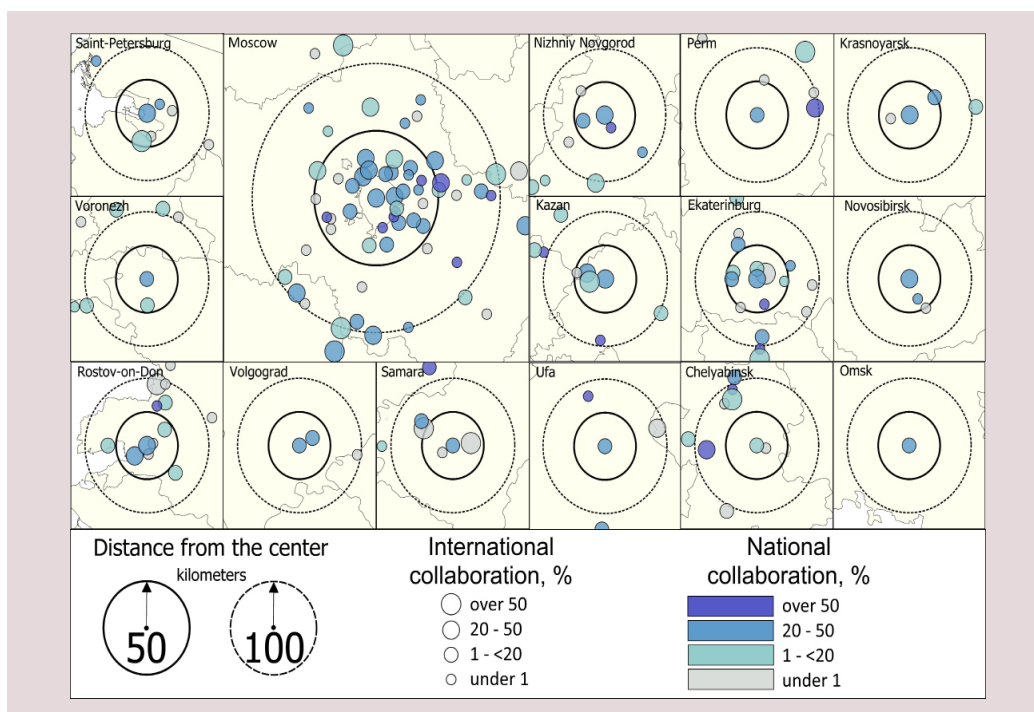 Saint-Petersburg
Moscow
Nizhniy Novgorod
Perm
Krasnoyarsk
Voronezh
Kazan
Ekaterinburg
Novosibirsk
Rostov-on-Don
Volgograd
Samara
Ufa
Chelyabinsk
Omsk
Distance from the center
kilometers
50
100
International
collaboration, %
over 50
20 - 50
1 - <20
under 1
National
collaboration, %
over 50
20 - 50
1 - <20
under 1